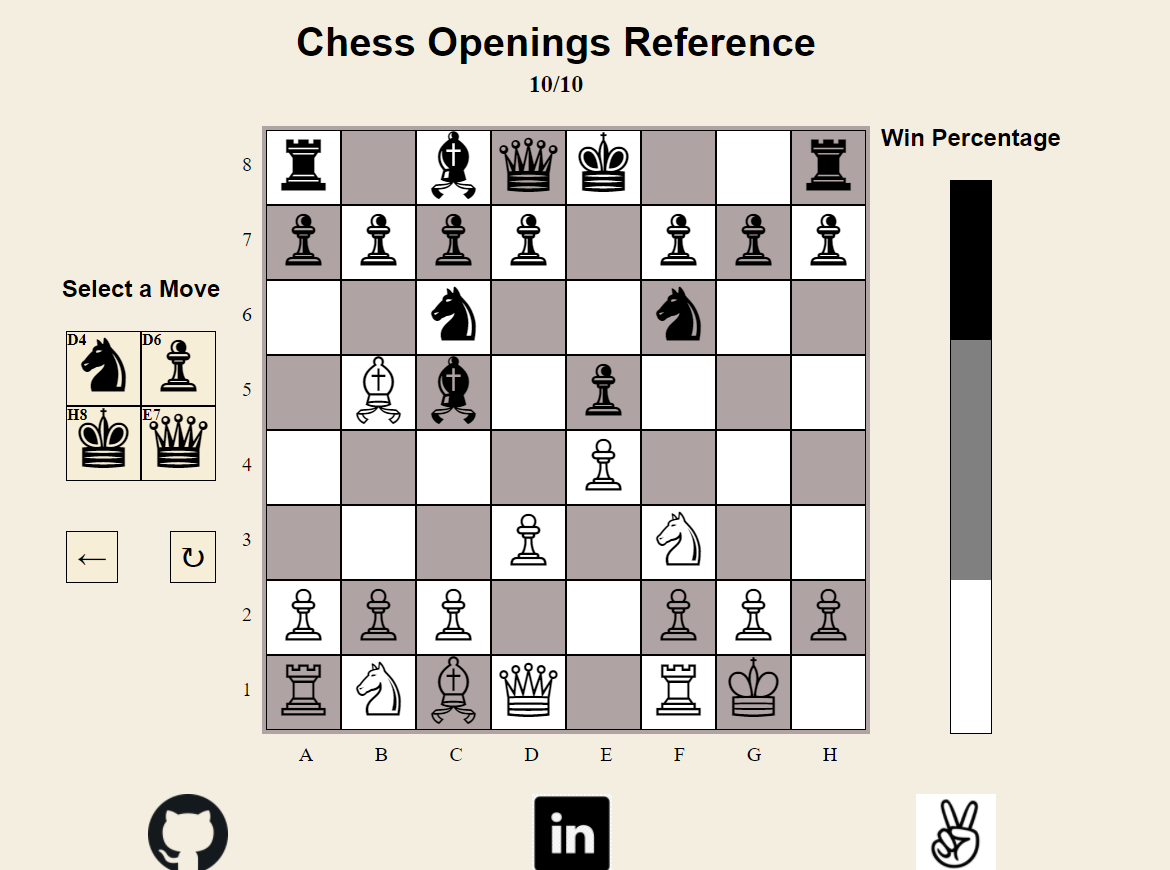 Chess Openings Reference
10/10
Win Percentage
8
7
6
5
4
3
2
1
Select a Move
D4 D6
H8 E7
← ↻
A B C D E F G H
in